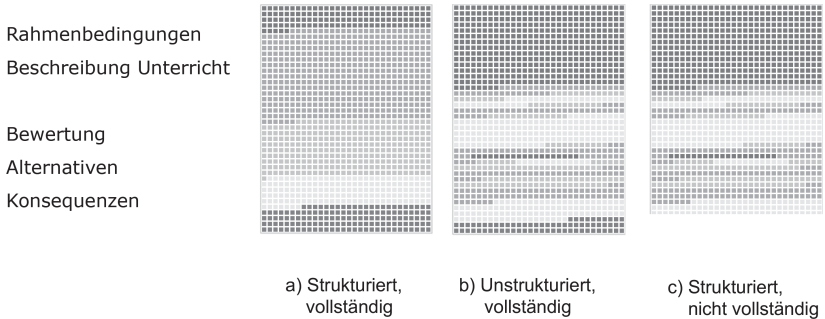 Rahmenbedingungen
Beschreibung Unterricht
Bewertung
Alternativen
Konsequenzen
a) Strukturiert,
vollständig
b) Unstrukturiert,
vollständig
c) Strukturiert,
nicht vollständig